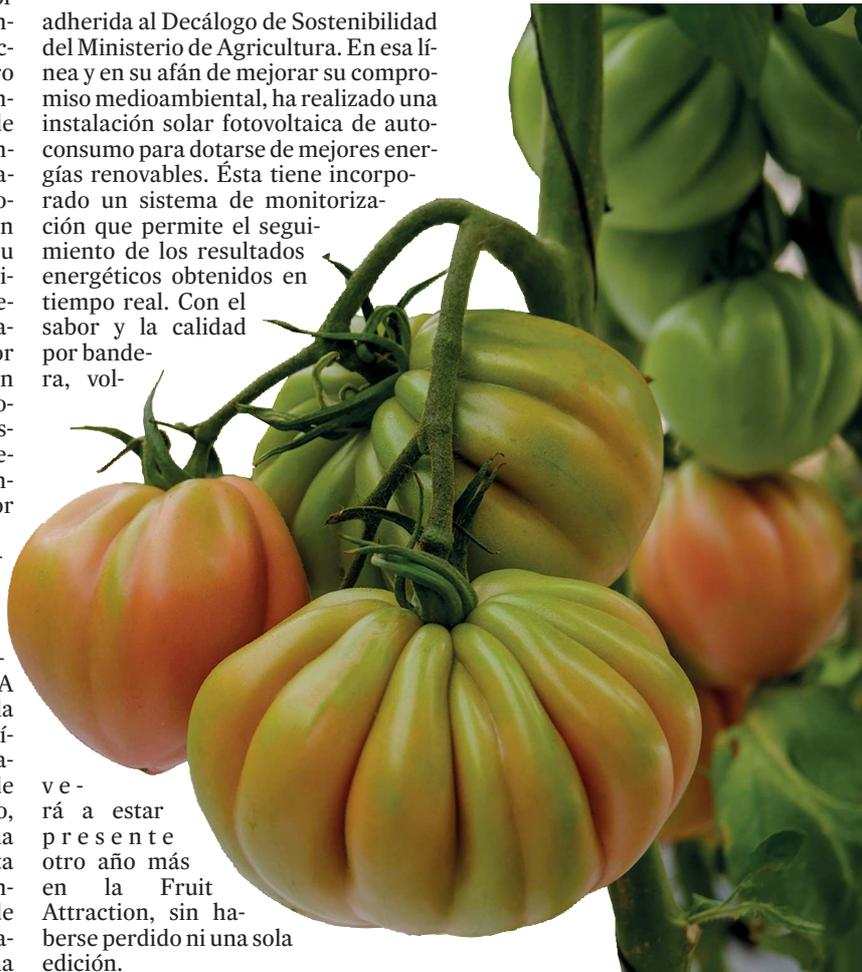 adherida al Decálogo de Sostenibilidad
del Ministerio de Agricultura. En esa lí-
nea y en su afán de mejorar su compro-
miso medioambiental, ha realizado una
instalación solar fotovoltaica de auto-
consumo para dotarse de mejores ener-
gías renovables. Ésta tiene incorpo-
rado un sistema de monitoriza-
ción que permite el segui-
miento de los resultados
energéticos obtenidos en
tiempo real. Con el
sabor y la calidad
por bande-
ra, vol-
ve-
rá a estar
presente
otro año más
en la Fruit
Attraction, sin ha-
berse perdido ni una sola
edición.